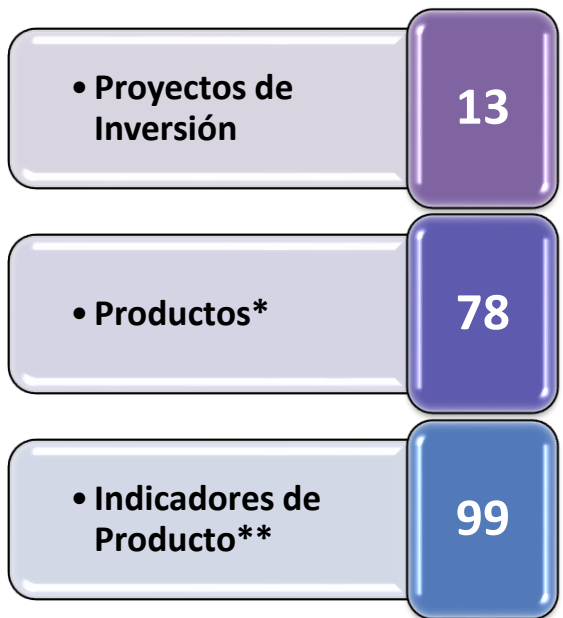 • Proyectos de
Inversión
13
• Productos*
78
• Indicadores de
Producto**
99